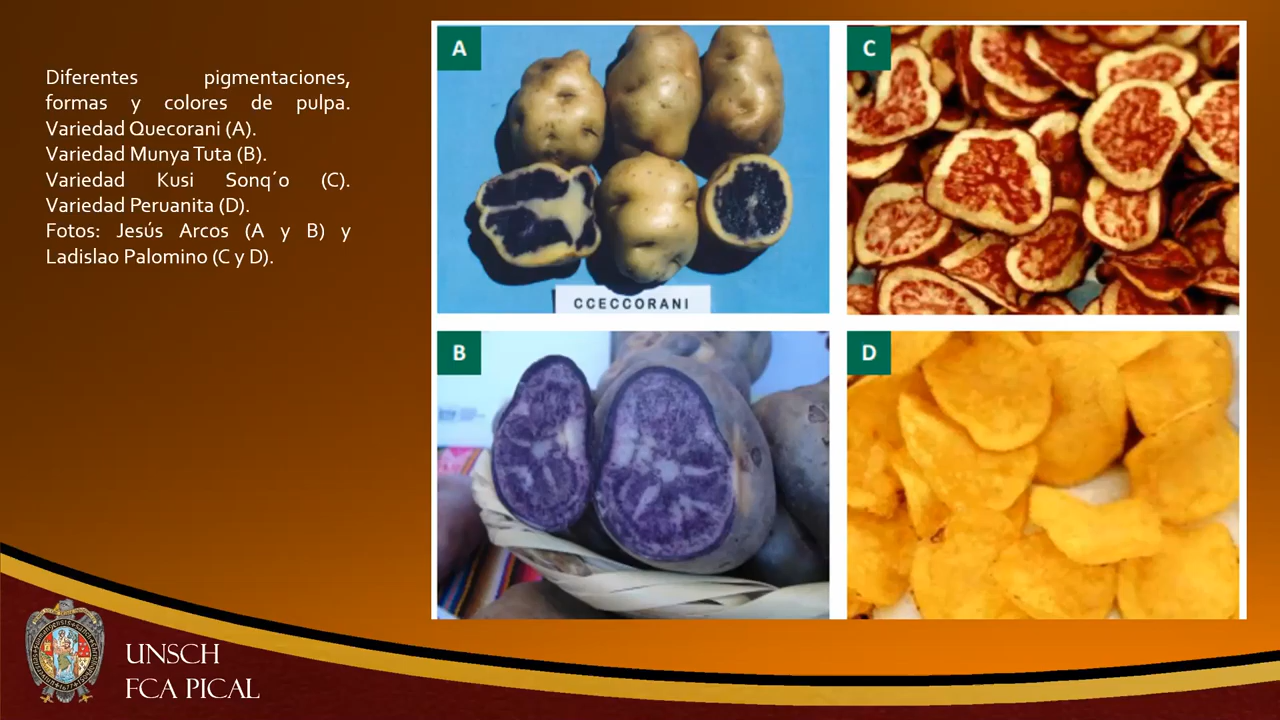 Diferentes pigmentaciones,
formas y colores de pulpa.
Variedad Quecorani (A).
Variedad Munya Tuta (B).
Variedad Kusi Sonq´o (C).
Variedad Peruanita (D).
Fotos: Jesús Arcos (A y B) y
Ladislao Palomino (C y D).
A
CCECCORANI
C
B
D
UNSCH
FCA PICAL